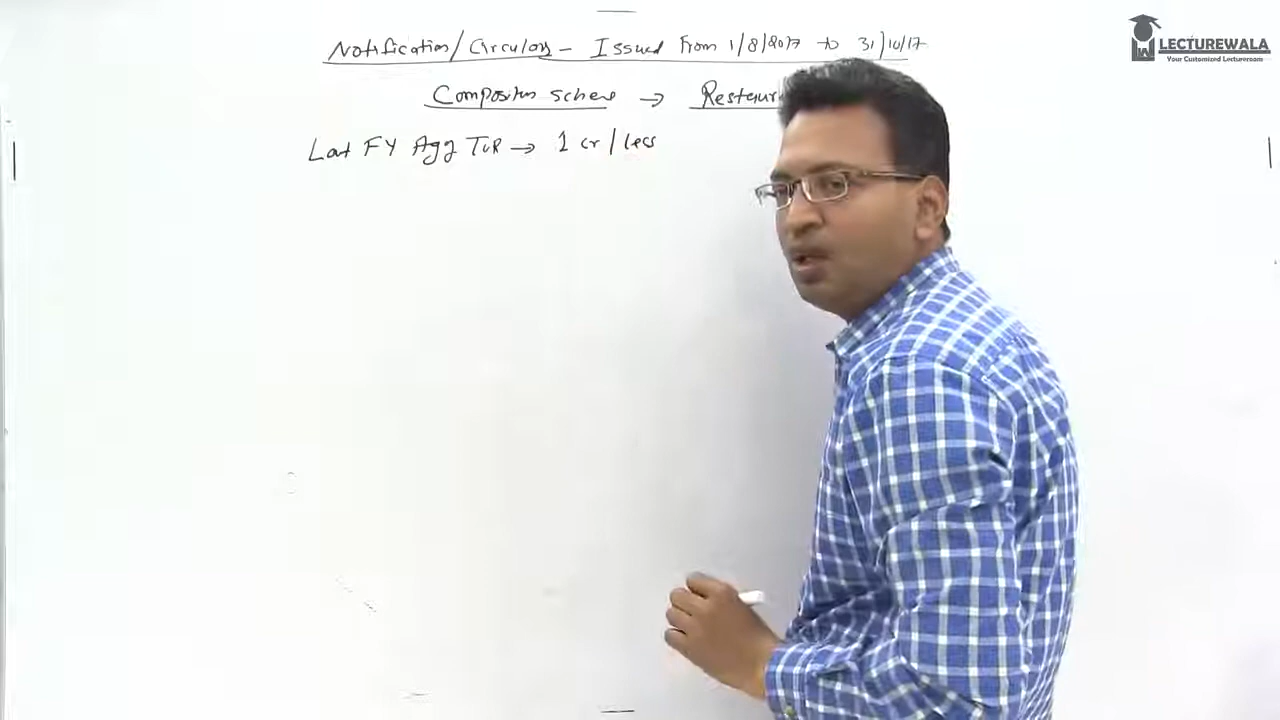 Notification/Circulars - Issued From 1/8/2017 to 31/10/17
LECTUREWALA
Your Customized Lectureroom
Composition scheme → Restaur
Last FY Agg T/R → 1 cr/less